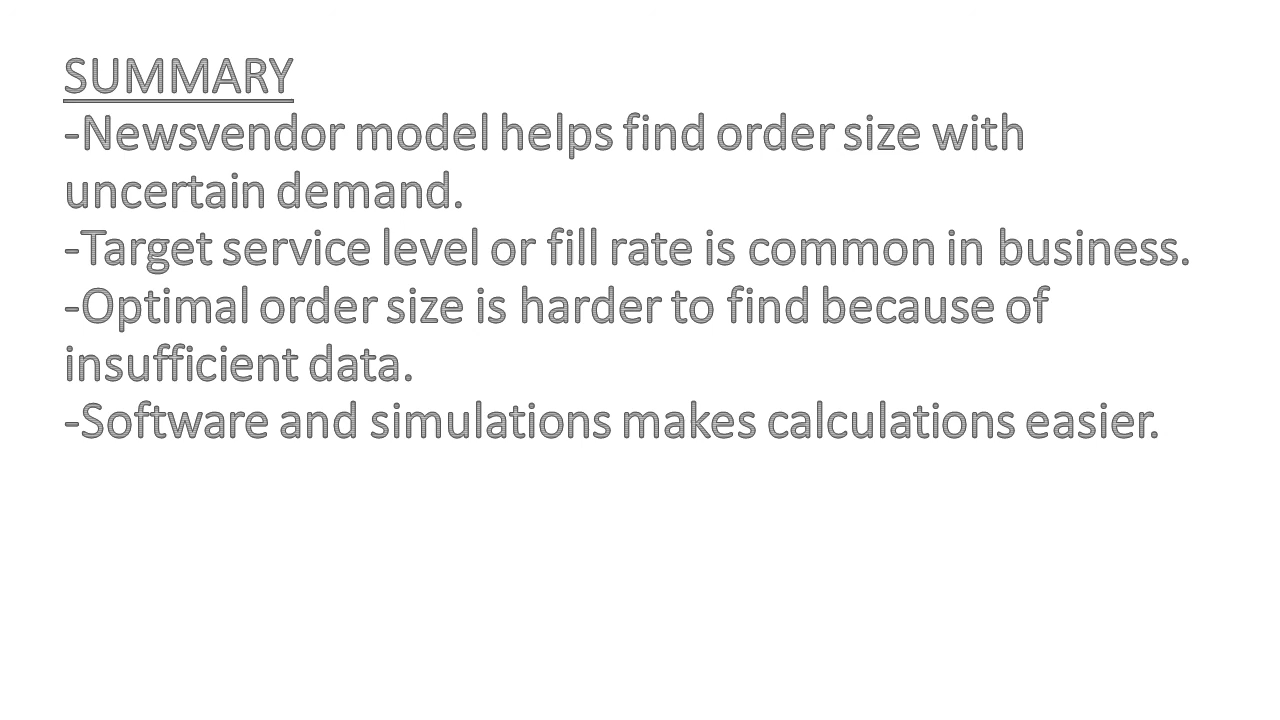 SUMMARY
-Newsvendor model helps find order size with
uncertain demand.
-Target service level or fill rate is common in business.
-Optimal order size is harder to find because of
insufficient data.
-Software and simulations makes calculations easier.